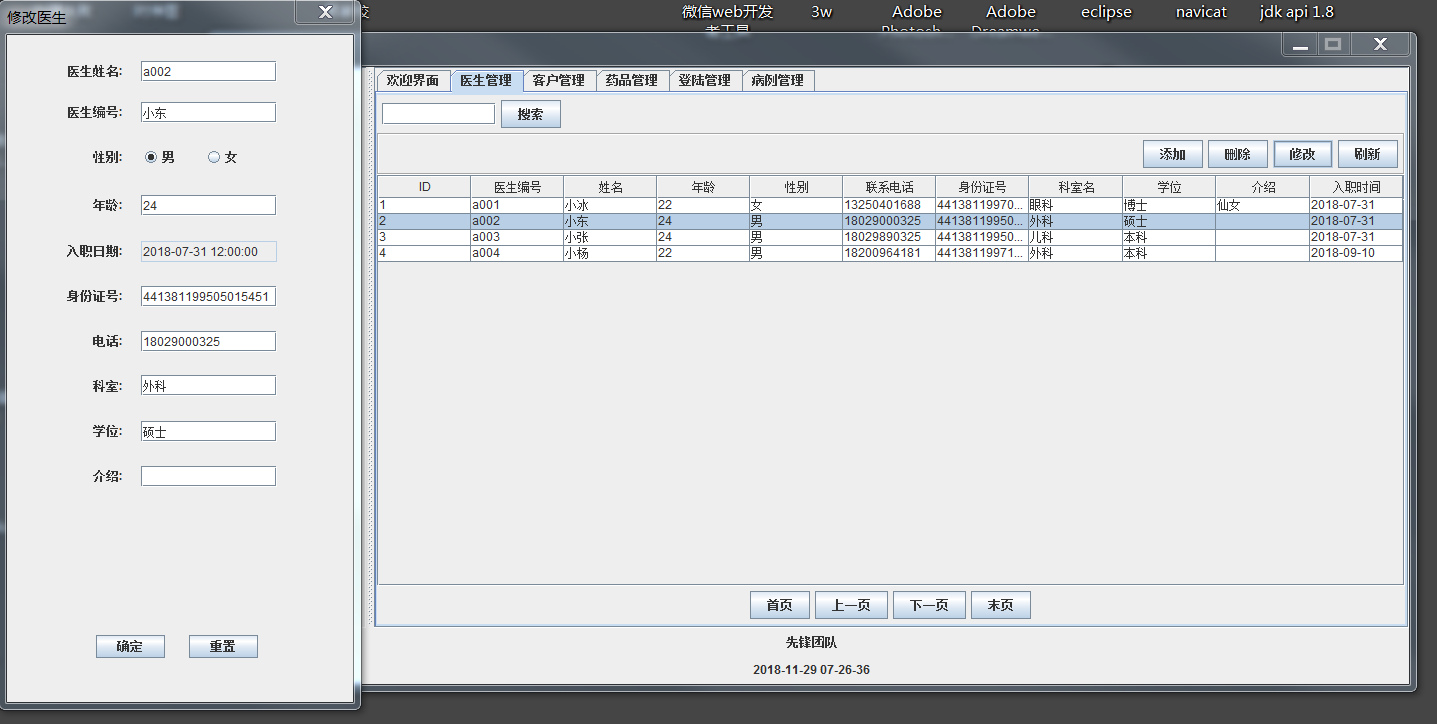 修改医生
微信web开发
者工具
3w
Adobe
Photosh
Adobe
Dreamwe
eclipse
navicat
jdk api 1.8
医生姓名: a002
医生编号: 小东
性别: 男 女
年龄: 24
入职日期: 2018-07-31 12:00:00
身份证号: 441381199505015451
电话: 18029000325
科室: 外科
学位: 硕士
介绍:
确定 重置
欢迎界面 医生管理 客户管理 药品管理 登陆管理 病例管理
搜索
添加 删除 修改 刷新
ID 医生编号 姓名 年龄 性别 联系电话 身份证号 科室名 学位 介绍 入职时间
1 a001 小冰 22 女 13250401688 44138119970... 眼科 博士 仙女 2018-07-31
2 a002 小东 24 男 18029000325 44138119950... 外科 硕士 2018-07-31
3 a003 小张 24 男 18029890325 44138119950... 儿科 本科 2018-07-31
4 a004 小杨 22 男 18200964181 44138119971... 外科 本科 2018-09-10
首页 上一页 下一页 末页
先锋团队
2018-11-29 07-26-36